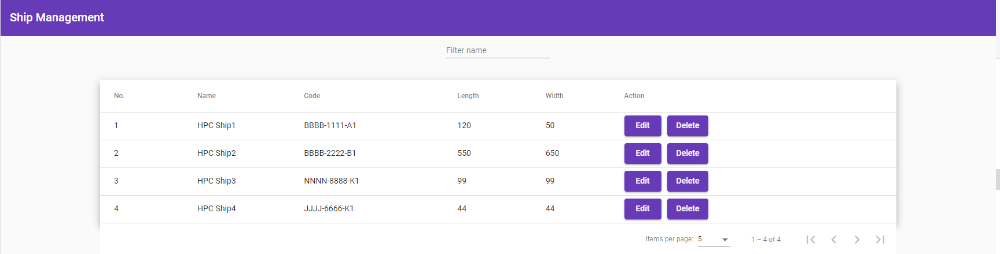 Ship Management
Filter name
No. Name Code Length Width Action
1 HPC Ship1 BBBB-1111-A1 120 50 Edit Delete
2 HPC Ship2 BBBB-2222-B1 550 650 Edit Delete
3 HPC Ship3 NNNN-8888-K1 99 99 Edit Delete
4 HPC Ship4 JJJJ-6666-K1 44 44 Edit Delete
Items per page: 5 1 – 4 of 4